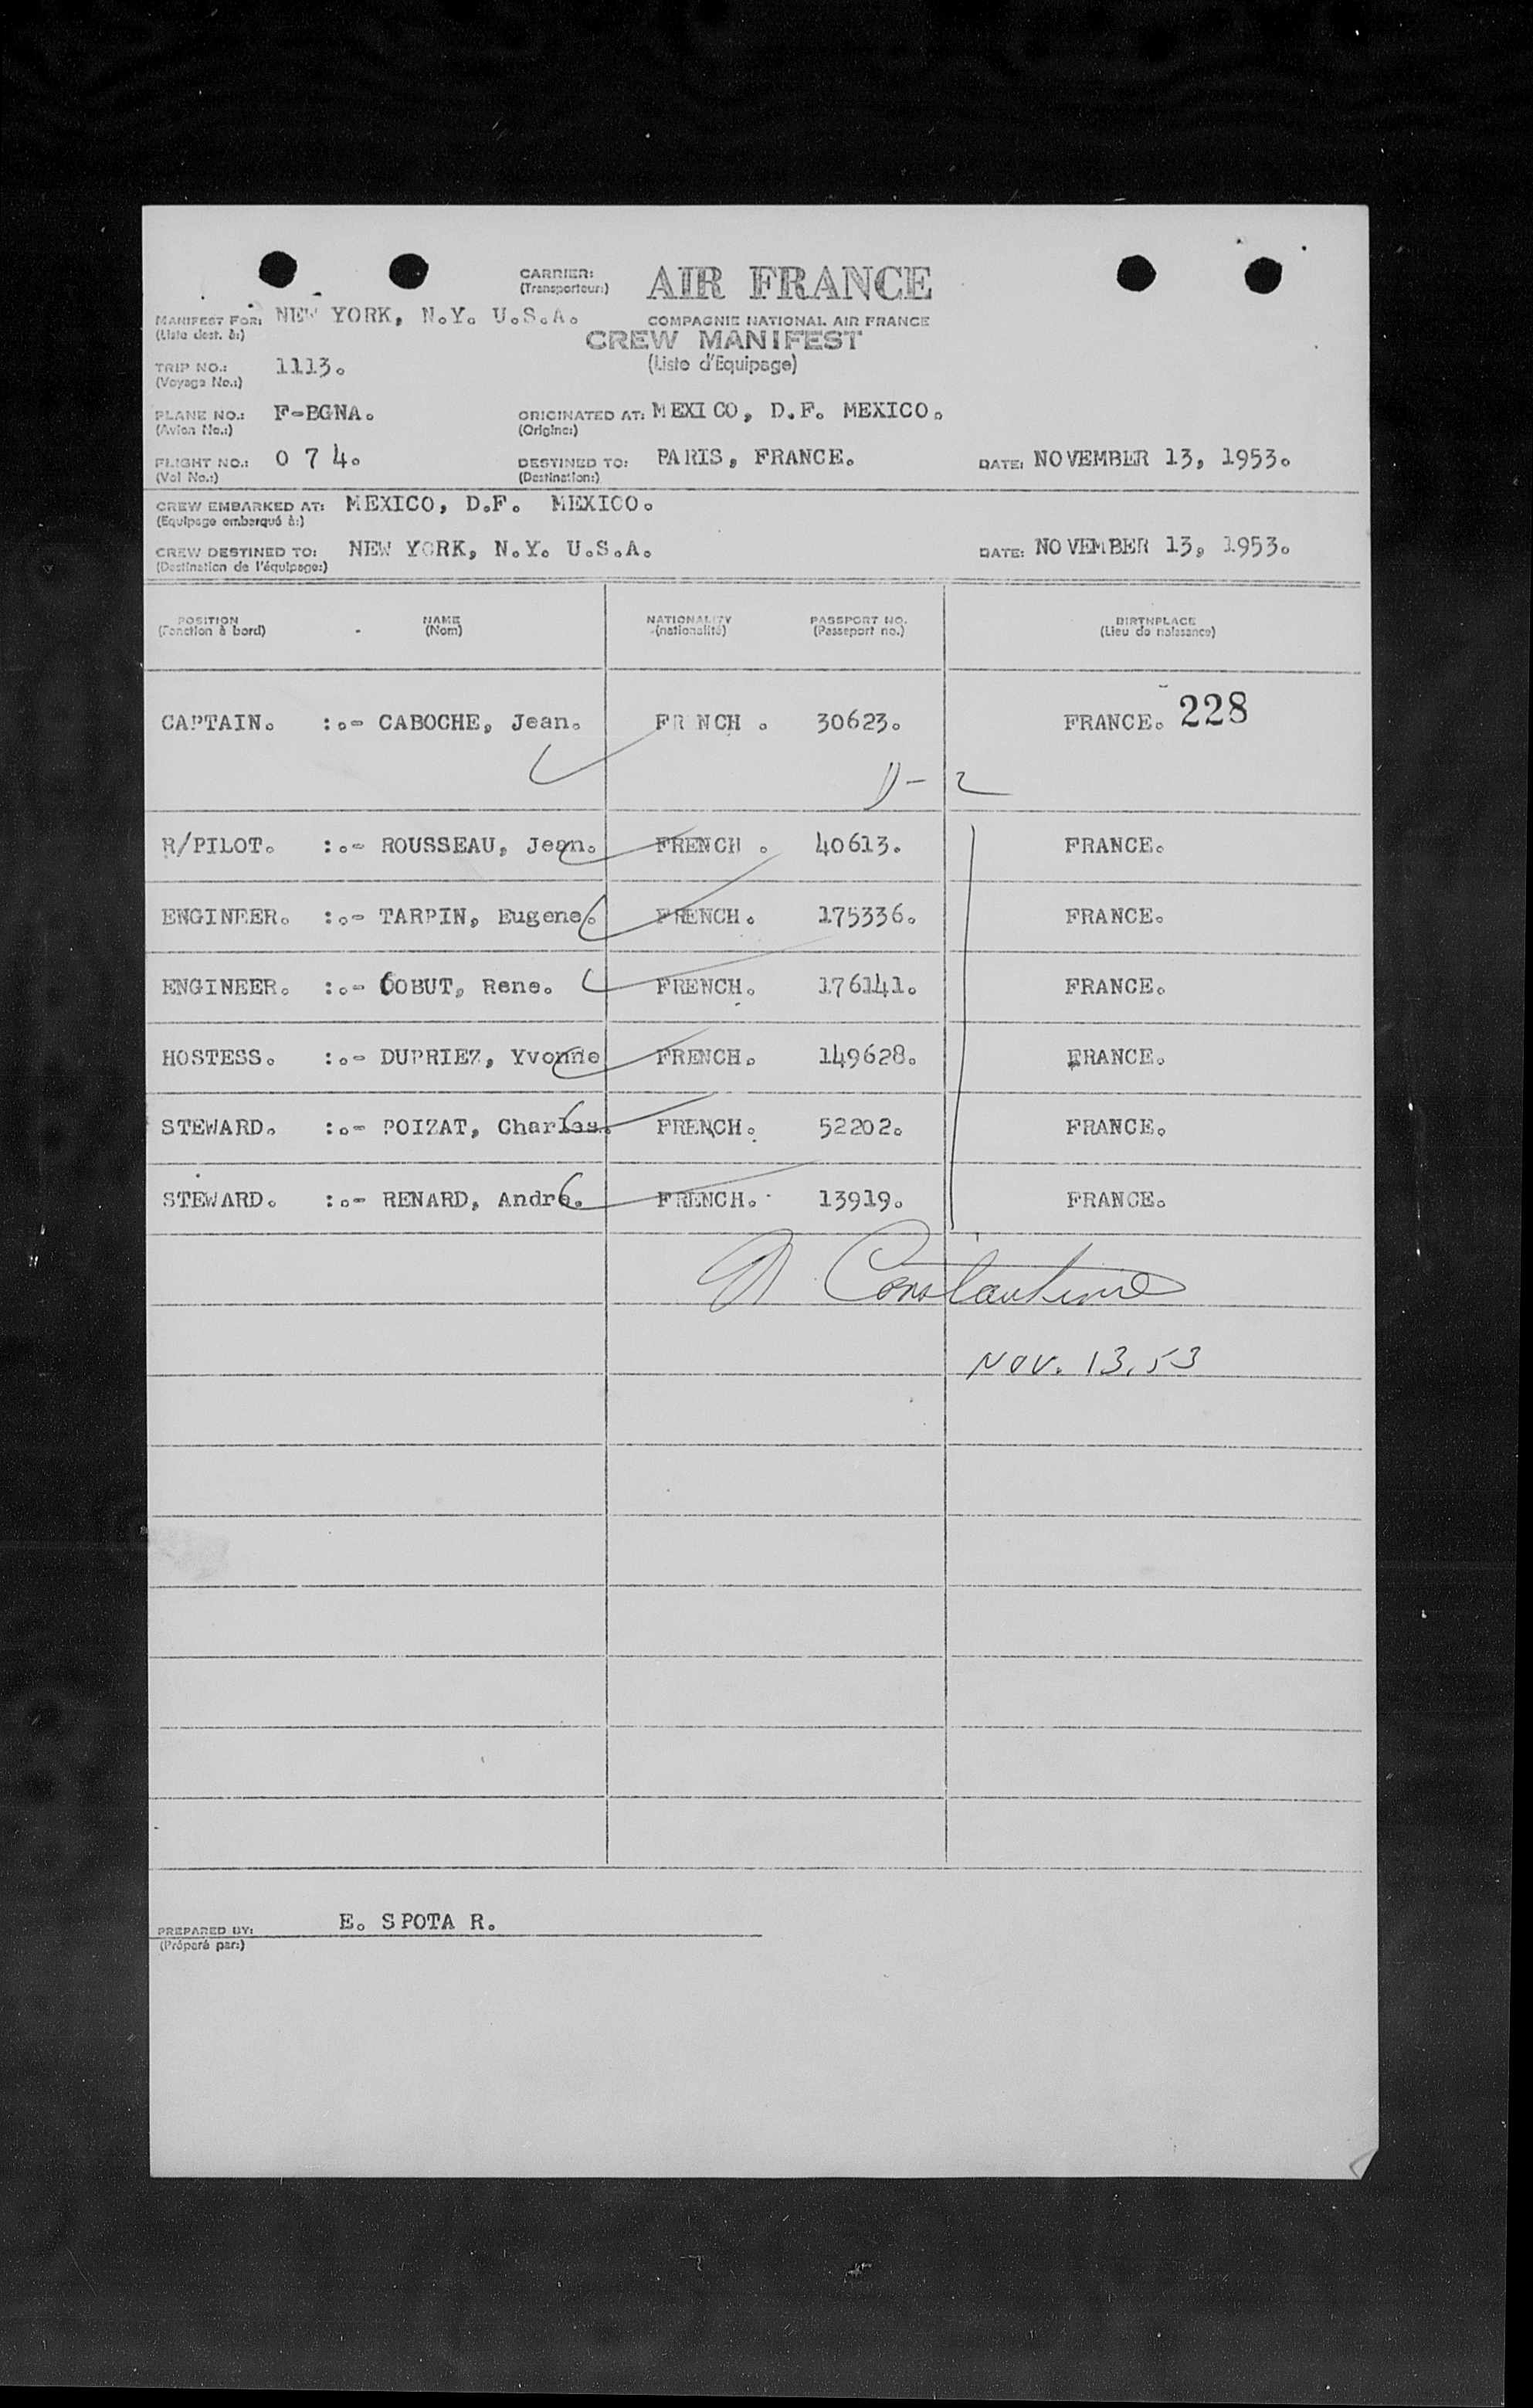 CARRIER: AIR FRANCE
(Transporteur:)
MANIFEST FOR: NEW YORK, N.Y. U.S.A.
(Liste dest. à:)
COMPAGNIE NATIONAL AIR FRANCE
CREW MANIFEST
(Liste d'Equipage)
TRIP NO.: 1113.
(Voyage No.:)
PLANE NO.: F-BGNA. ORIGINATED AT: MEXICO, D.F. MEXICO.
(Avion No.:) (Origine:)
FLIGHT NO.: 0 7 4. DESTINED TO: PARIS, FRANCE. DATE: NOVEMBER 13, 1953.
(Vol No.:) (Destination:)
CREW EMBARKED AT: MEXICO, D.F. MEXICO.
(Equipage embarqué à:)
CREW DESTINED TO: NEW YORK, N.Y. U.S.A. DATE: NOVEMBER 13, 1953.
(Destination de l'équipage:)
POSITION NAME NATIONALITY PASSPORT NO. BIRTHPLACE
(Fonction à bord) (Nom) (nationalité) (Passeport no.) (Lieu de naissance)
CAPTAIN. :.- CABOCHE, Jean. FR NCH . 30623. FRANCE. 228
D-2
R/PILOT. :.- ROUSSEAU, Jean. FRENCH . 40613. FRANCE.
ENGINEER. :.- TARPIN, Eugene. FRENCH. 175336. FRANCE.
ENGINEER. :.- COBUT, Rene. FRENCH. 176141. FRANCE.
HOSTESS. :.- DUPRIEZ, Yvonne FRENCH. 149628. FRANCE.
STEWARD. :.- POIZAT, Charles. FRENCH. 52202. FRANCE.
STEWARD. :.- RENARD, Andre. FRENCH. 13919. FRANCE.
Constantine
NOV. 13, 53
PREPARED BY: E. SPOTA R.
(Préparé par:)